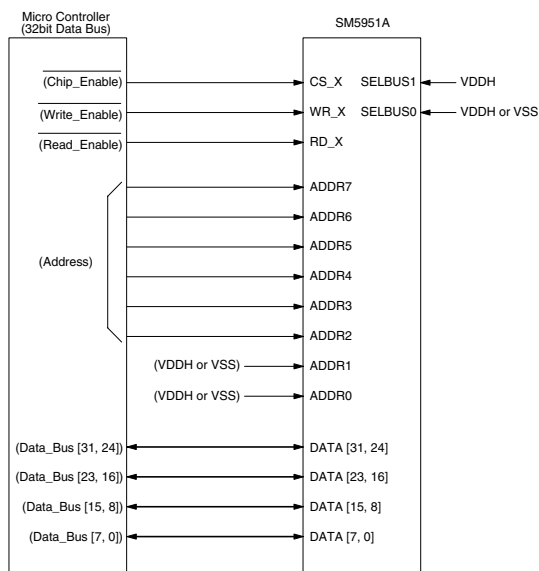 Micro Controller
(32bit Data Bus)
SM5951A
(Chip_Enable) CS_X SELBUS1 VDDH
(Write_Enable) WR_X SELBUS0 VDDH or VSS
(Read_Enable) RD_X
ADDR7
ADDR6
ADDR5
(Address) ADDR4
ADDR3
ADDR2
(VDDH or VSS) ADDR1
(VDDH or VSS) ADDR0
(Data_Bus [31, 24]) DATA [31, 24]
(Data_Bus [23, 16]) DATA [23, 16]
(Data_Bus [15, 8]) DATA [15, 8]
(Data_Bus [7, 0]) DATA [7, 0]